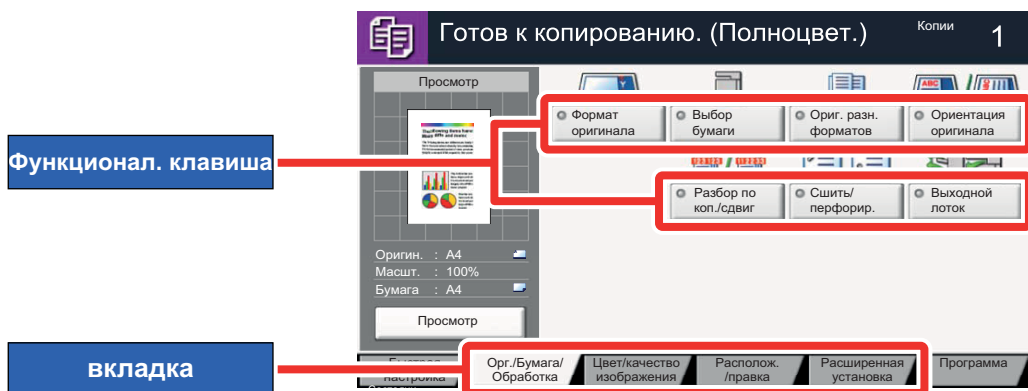 Готов к копированию. (Полноцвет.)
Копии
1
Просмотр
Функционал. клавиша
Формат оригинала
Выбор бумаги
Ориг. разн. форматов
Ориентация оригинала
Разбор по коп./сдвиг
Сшить/ перфорир.
Выходной лоток
Оригин. : A4
Масшт. : 100%
Бумага : A4
Просмотр
вкладка
настройка
Орг./Бумага/ Обработка
Цвет/качество изображения
Располож. /правка
Расширенная установка
Программа